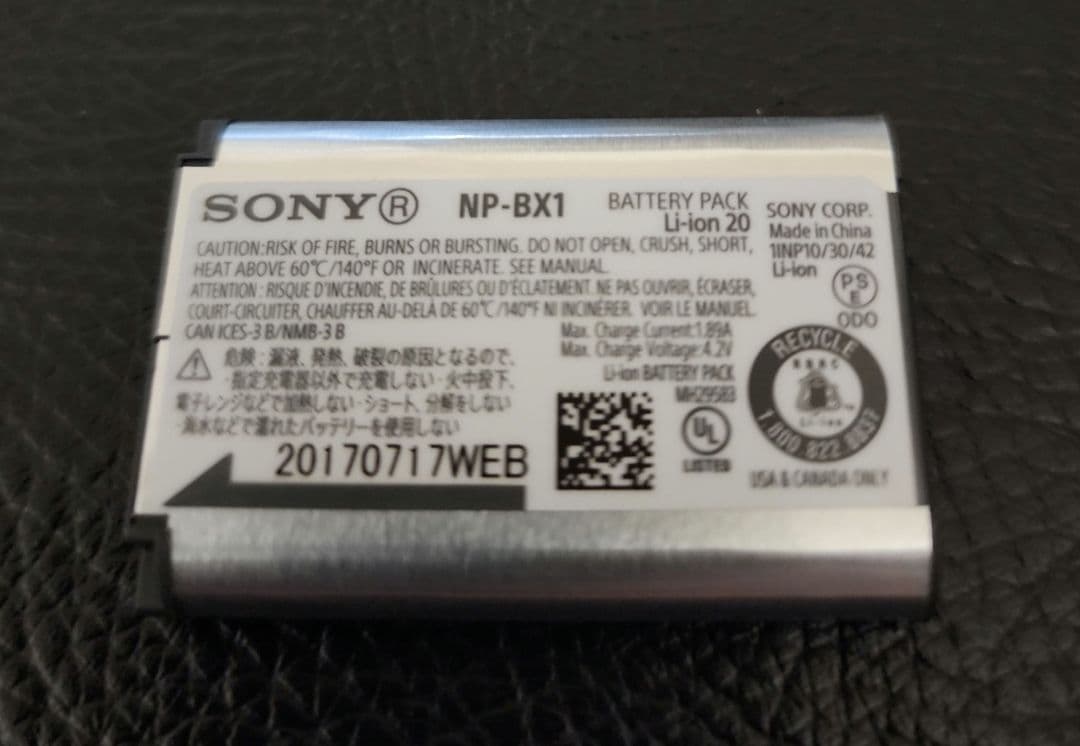 SONY® NP-BX1 BATTERY PACK
Li-ion 20
CAUTION:RISK OF FIRE, BURNS OR BURSTING. DO NOT OPEN, CRUSH, SHORT,
HEAT ABOVE 60℃/140°F OR INCINERATE. SEE MANUAL.
ATTENTION : RISQUE D'INCENDIE, DE BRÛLURES OU D'ÉCLATEMENT. NE PAS OUVRIR, ÉCRASER,
COURT-CIRCUITER, CHAUFFER AU-DELÀ DE 60℃/140°F NI INCINÉRER. VOIR LE MANUEL.
CAN ICES-3 B/NMB-3 B
危険 : 漏液、発熱、破裂の原因となるので、
・指定充電器以外で充電しない・火中投下、
電子レンジなどで加熱しない・ショート、分解をしない
・海水などで濡れたバッテリーを使用しない
20170717WEB
Max. Charge Current:1.89A
Max. Charge Voltage:4.2V
Li-ion BATTERY PACK
MH29583
UL
LISTED
SONY CORP.
Made in China
1INP10/30/42
Li-ion
PS
E
ODO
RECYCLE
RBRC
Li-ion
1.800.822.8837
USA & CANADA ONLY